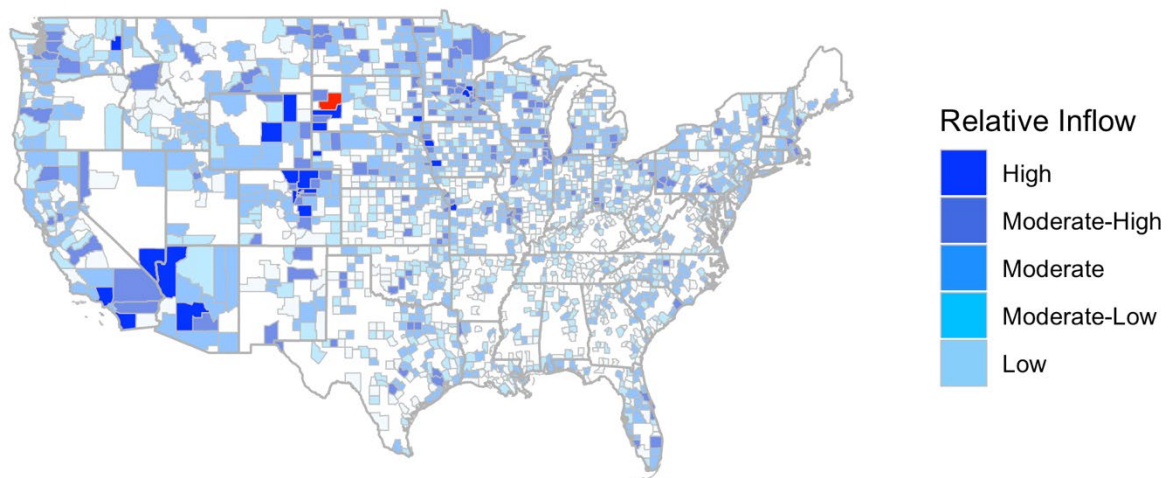 Relative Inflow
High
Moderate-High
Moderate
Moderate-Low
Low